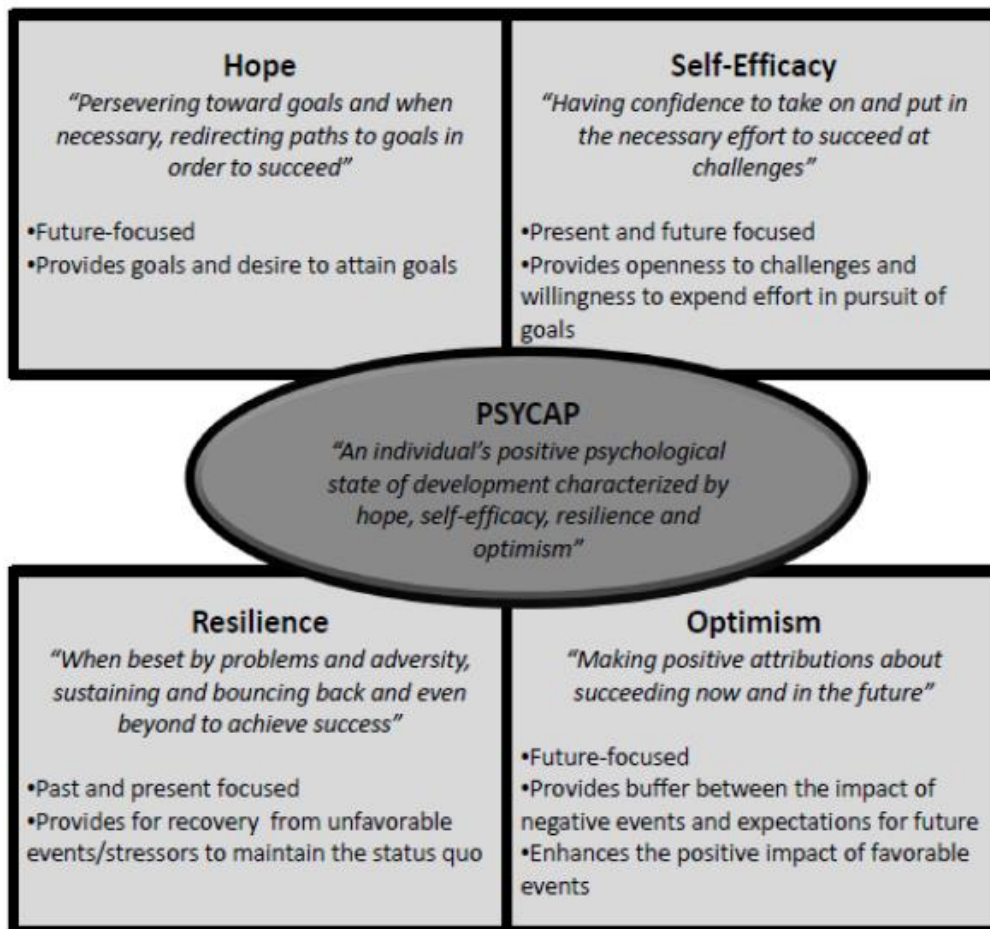 Hope
“Persevering toward goals and when
necessary, redirecting paths to goals in
order to succeed”
•Future-focused
•Provides goals and desire to attain goals
Self-Efficacy
“Having confidence to take on and put in
the necessary effort to succeed at
challenges”
•Present and future focused
•Provides openness to challenges and
willingness to expend effort in pursuit of
goals
PSYCAP
“An individual’s positive psychological
state of development characterized by
hope, self-efficacy, resilience and
optimism”
Resilience
“When beset by problems and adversity,
sustaining and bouncing back and even
beyond to achieve success”
•Past and present focused
•Provides for recovery from unfavorable
events/stressors to maintain the status quo
Optimism
“Making positive attributions about
succeeding now and in the future”
•Future-focused
•Provides buffer between the impact of
negative events and expectations for future
•Enhances the positive impact of favorable
events